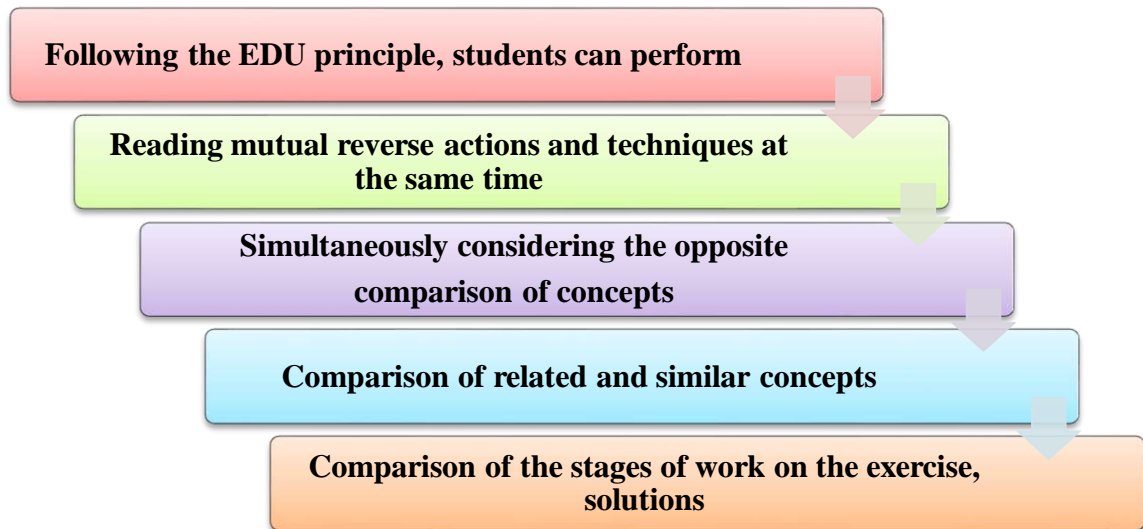 Following the EDU principle, students can perform
Reading mutual reverse actions and techniques at
the same time
Simultaneously considering the opposite
comparison of concepts
Comparison of related and similar concepts
Comparison of the stages of work on the exercise,
solutions